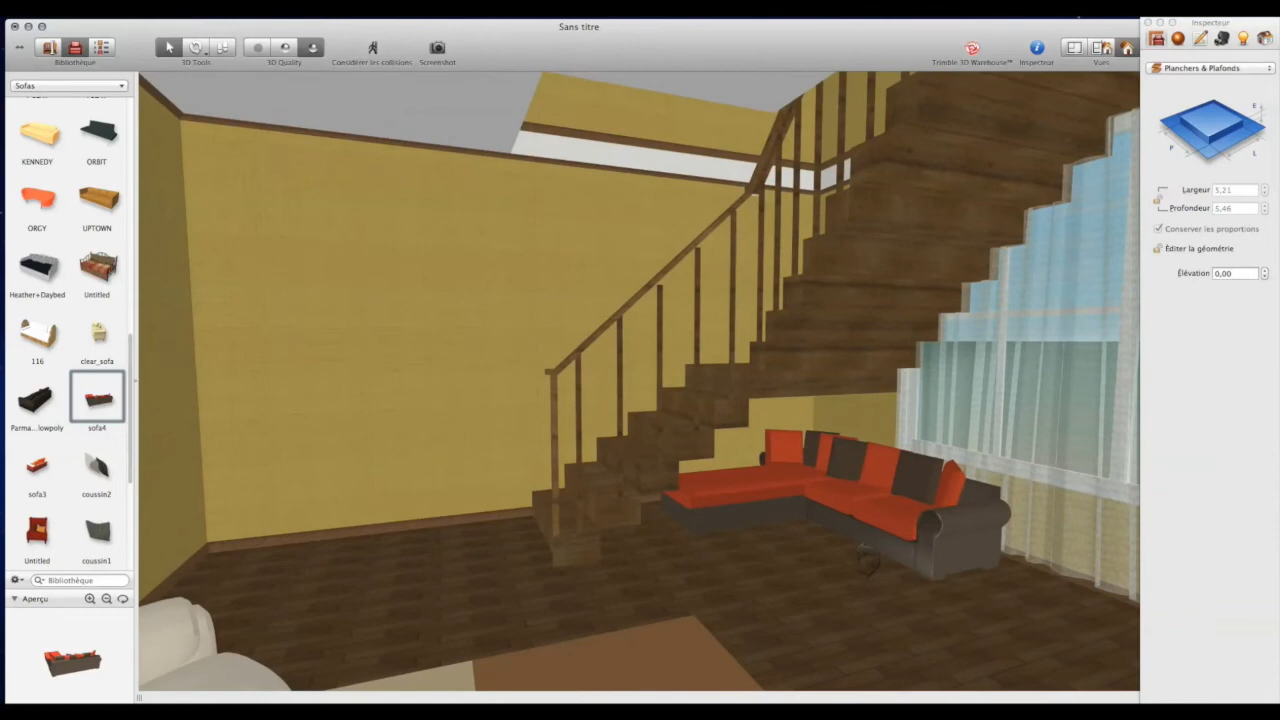 Sans titre
Inspecteur
Bibliothèque
3D Tools
3D Quality
Considérer les collisions
Screenshot
Trimble 3D Warehouse™
Inspecteur
Vues
Sofas
KENNEDY
ORBIT
ORGY
UPTOWN
Heather+Daybed
Untitled
116
clear_sofa
Parma...lowpoly
sofa4
sofa3
coussin2
Untitled
coussin1
Bibliothèque
Aperçu
Planchers & Plafonds
E
P
L
Largeur 5,21
Profondeur 5,46
Conserver les proportions
Éditer la géométrie
Élévation 0,00